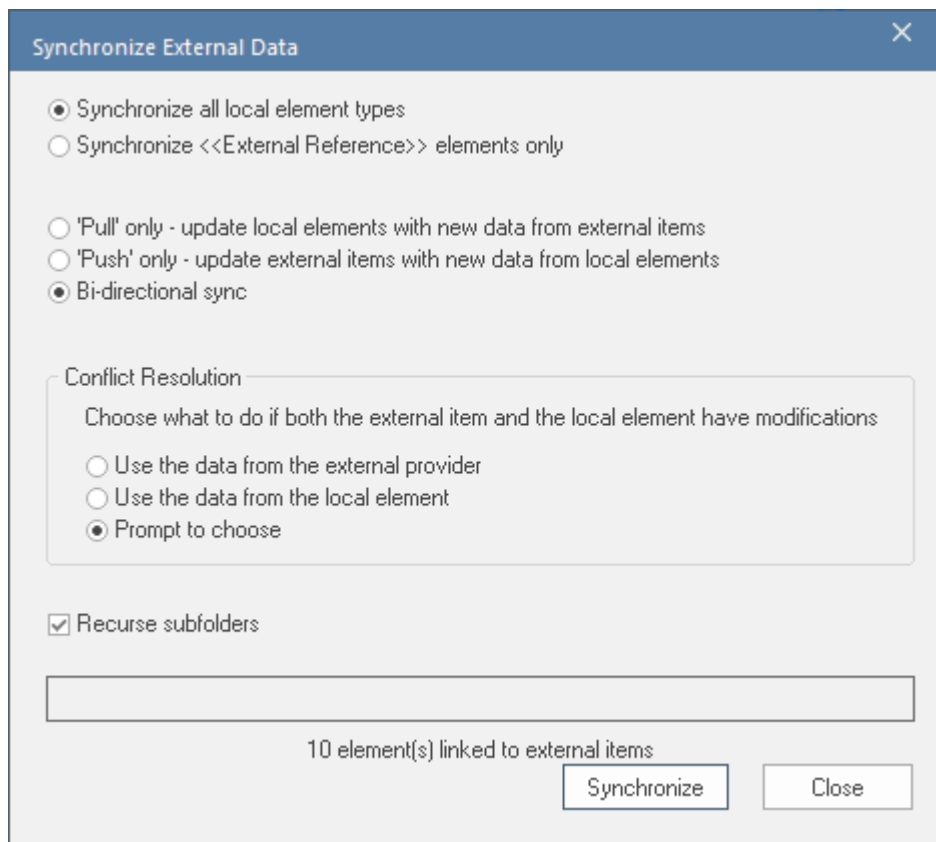 Synchronize External Data
Synchronize all local element types
Synchronize <<External Reference>> elements only
'Pull' only - update local elements with new data from external items
'Push' only - update external items with new data from local elements
Bi-directional sync
Conflict Resolution
Choose what to do if both the external item and the local element have modifications
Use the data from the external provider
Use the data from the local element
Prompt to choose
Recurse subfolders
10 element(s) linked to external items
Synchronize
Close